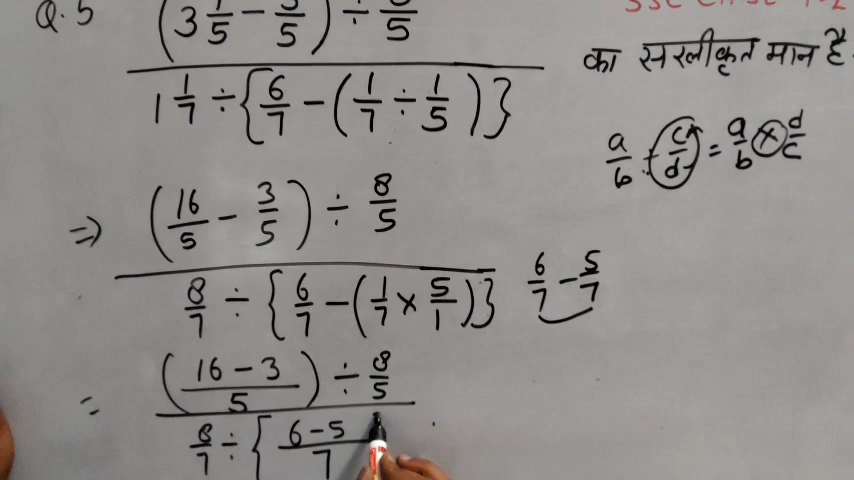 Q.5 (3 1/5 - 3/5) ÷ 8/5
का सरलीकृत मान है
1 1/7 ÷ {6/7 - (1/7 ÷ 1/5)}
a/b ÷ c/d = a/b × d/c
⇒ (16/5 - 3/5) ÷ 8/5
8/7 ÷ {6/7 - (1/7 × 5/1)}
6/7 - 5/7
= ((16-3)/5) ÷ 8/5
8/7 ÷ { (6-5)/7